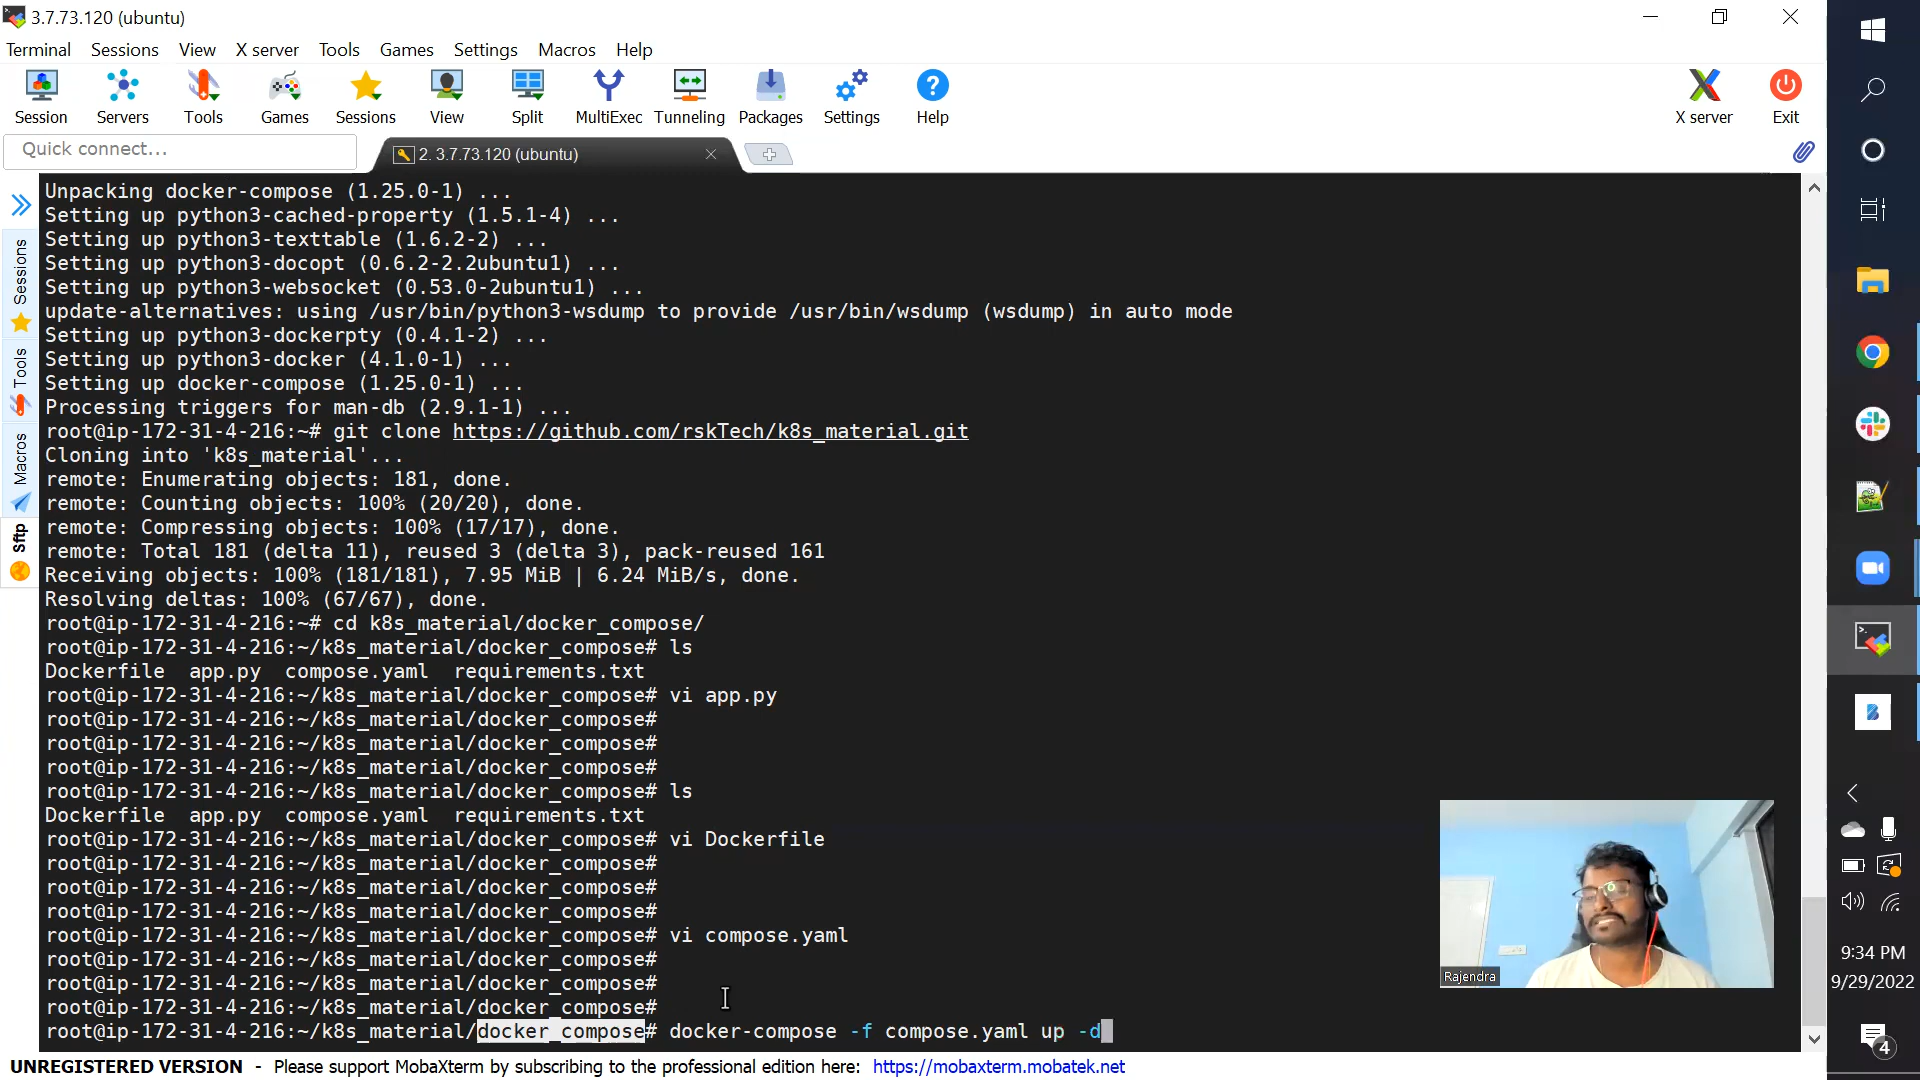 3.7.73.120 (ubuntu)
Terminal Sessions View X server Tools Games Settings Macros Help
Session Servers Tools Games Sessions View Split MultiExec Tunneling Packages Settings Help X server Exit
Quick connect...
2. 3.7.73.120 (ubuntu)
Sessions
Tools
Macros
Sftp
Unpacking docker-compose (1.25.0-1) ...
Setting up python3-cached-property (1.5.1-4) ...
Setting up python3-texttable (1.6.2-2) ...
Setting up python3-docopt (0.6.2-2.2ubuntu1) ...
Setting up python3-websocket (0.53.0-2ubuntu1) ...
update-alternatives: using /usr/bin/python3-wsdump to provide /usr/bin/wsdump (wsdump) in auto mode
Setting up python3-dockerpty (0.4.1-2) ...
Setting up python3-docker (4.1.0-1) ...
Setting up docker-compose (1.25.0-1) ...
Processing triggers for man-db (2.9.1-1) ...
root@ip-172-31-4-216:~# git clone https://github.com/rskTech/k8s_material.git
Cloning into 'k8s_material'...
remote: Enumerating objects: 181, done.
remote: Counting objects: 100% (20/20), done.
remote: Compressing objects: 100% (17/17), done.
remote: Total 181 (delta 11), reused 3 (delta 3), pack-reused 161
Receiving objects: 100% (181/181), 7.95 MiB | 6.24 MiB/s, done.
Resolving deltas: 100% (67/67), done.
root@ip-172-31-4-216:~# cd k8s_material/docker_compose/
root@ip-172-31-4-216:~/k8s_material/docker_compose# ls
Dockerfile app.py compose.yaml requirements.txt
root@ip-172-31-4-216:~/k8s_material/docker_compose# vi app.py
root@ip-172-31-4-216:~/k8s_material/docker_compose#
root@ip-172-31-4-216:~/k8s_material/docker_compose#
root@ip-172-31-4-216:~/k8s_material/docker_compose#
root@ip-172-31-4-216:~/k8s_material/docker_compose# ls
Dockerfile app.py compose.yaml requirements.txt
root@ip-172-31-4-216:~/k8s_material/docker_compose# vi Dockerfile
root@ip-172-31-4-216:~/k8s_material/docker_compose#
root@ip-172-31-4-216:~/k8s_material/docker_compose#
root@ip-172-31-4-216:~/k8s_material/docker_compose#
root@ip-172-31-4-216:~/k8s_material/docker_compose# vi compose.yaml
root@ip-172-31-4-216:~/k8s_material/docker_compose#
root@ip-172-31-4-216:~/k8s_material/docker_compose#
root@ip-172-31-4-216:~/k8s_material/docker_compose#
root@ip-172-31-4-216:~/k8s_material/docker_compose# docker-compose -f compose.yaml up -d
Rajendra
9:34 PM
9/29/2022
4
UNREGISTERED VERSION - Please support MobaXterm by subscribing to the professional edition here: https://mobaxterm.mobatek.net